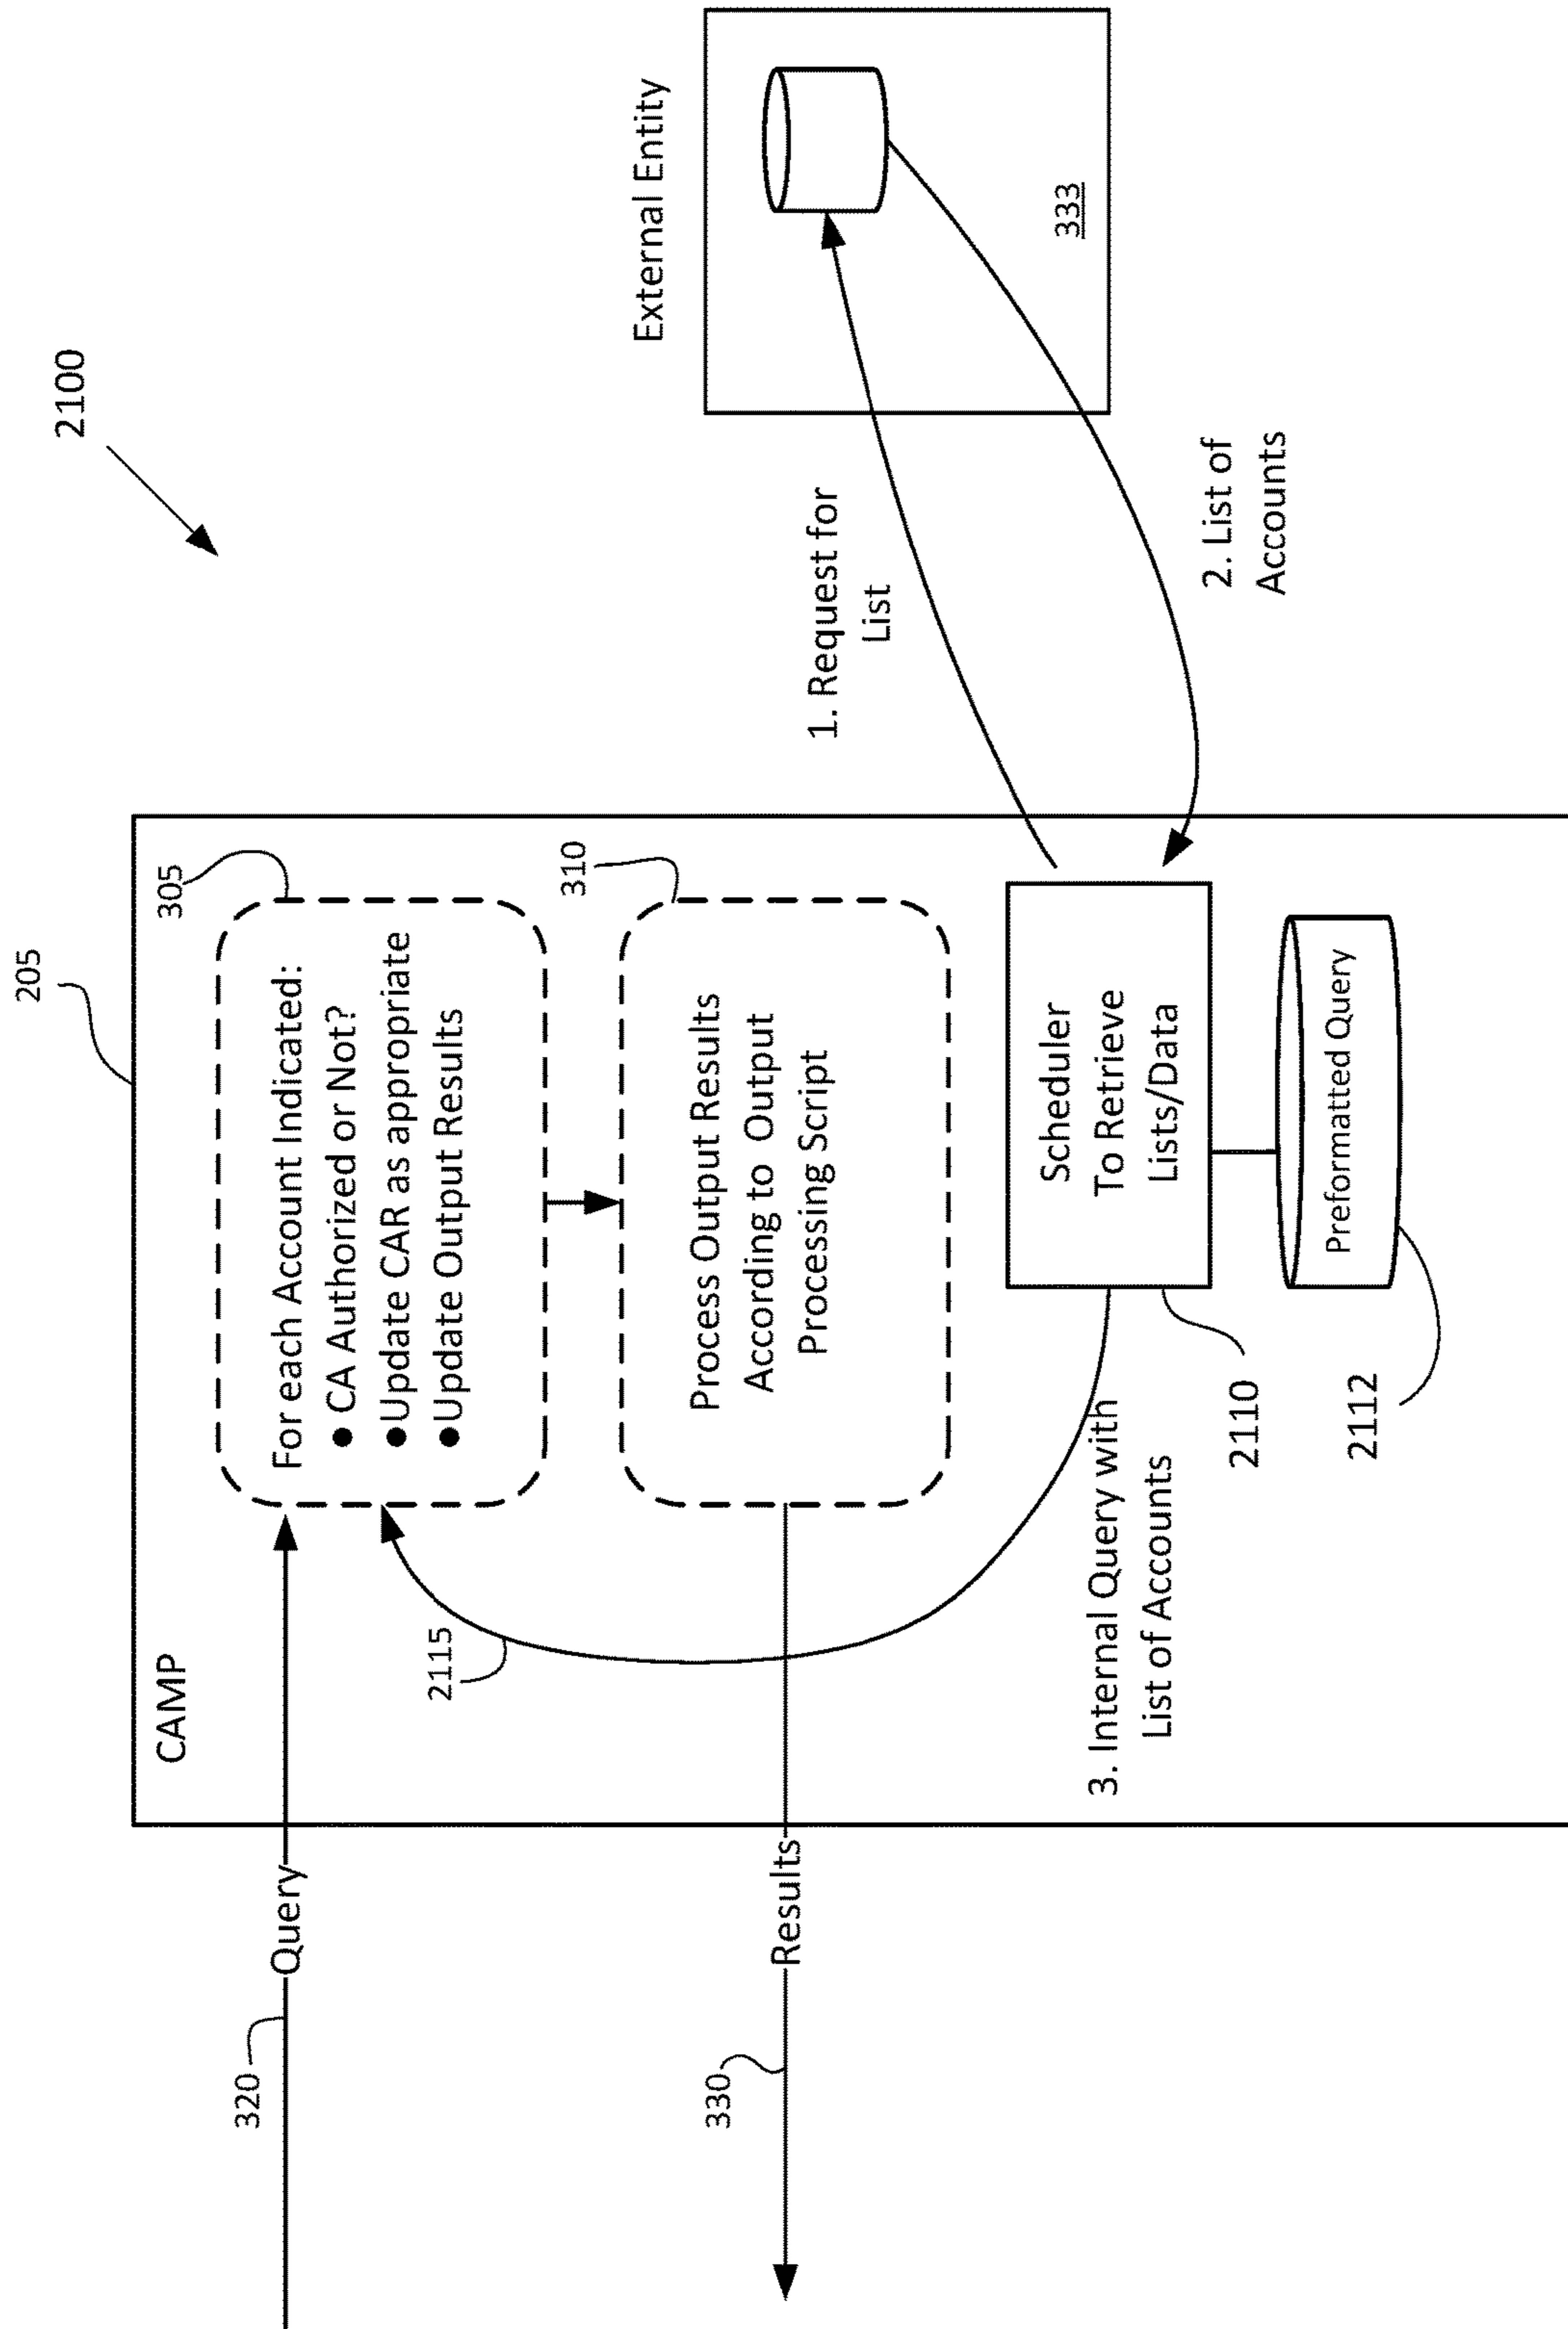 2100
205
CAMP
305
For each Account Indicated:
● CA Authorized or Not?
● Update CAR as appropriate
● Update Output Results
310
Process Output Results
According to Output
Processing Script
320
Query
330
Results
2115
3. Internal Query with
List of Accounts
Scheduler
To Retrieve
Lists/Data
2110
Preformatted Query
2112
1. Request for
List
2. List of
Accounts
External Entity
333